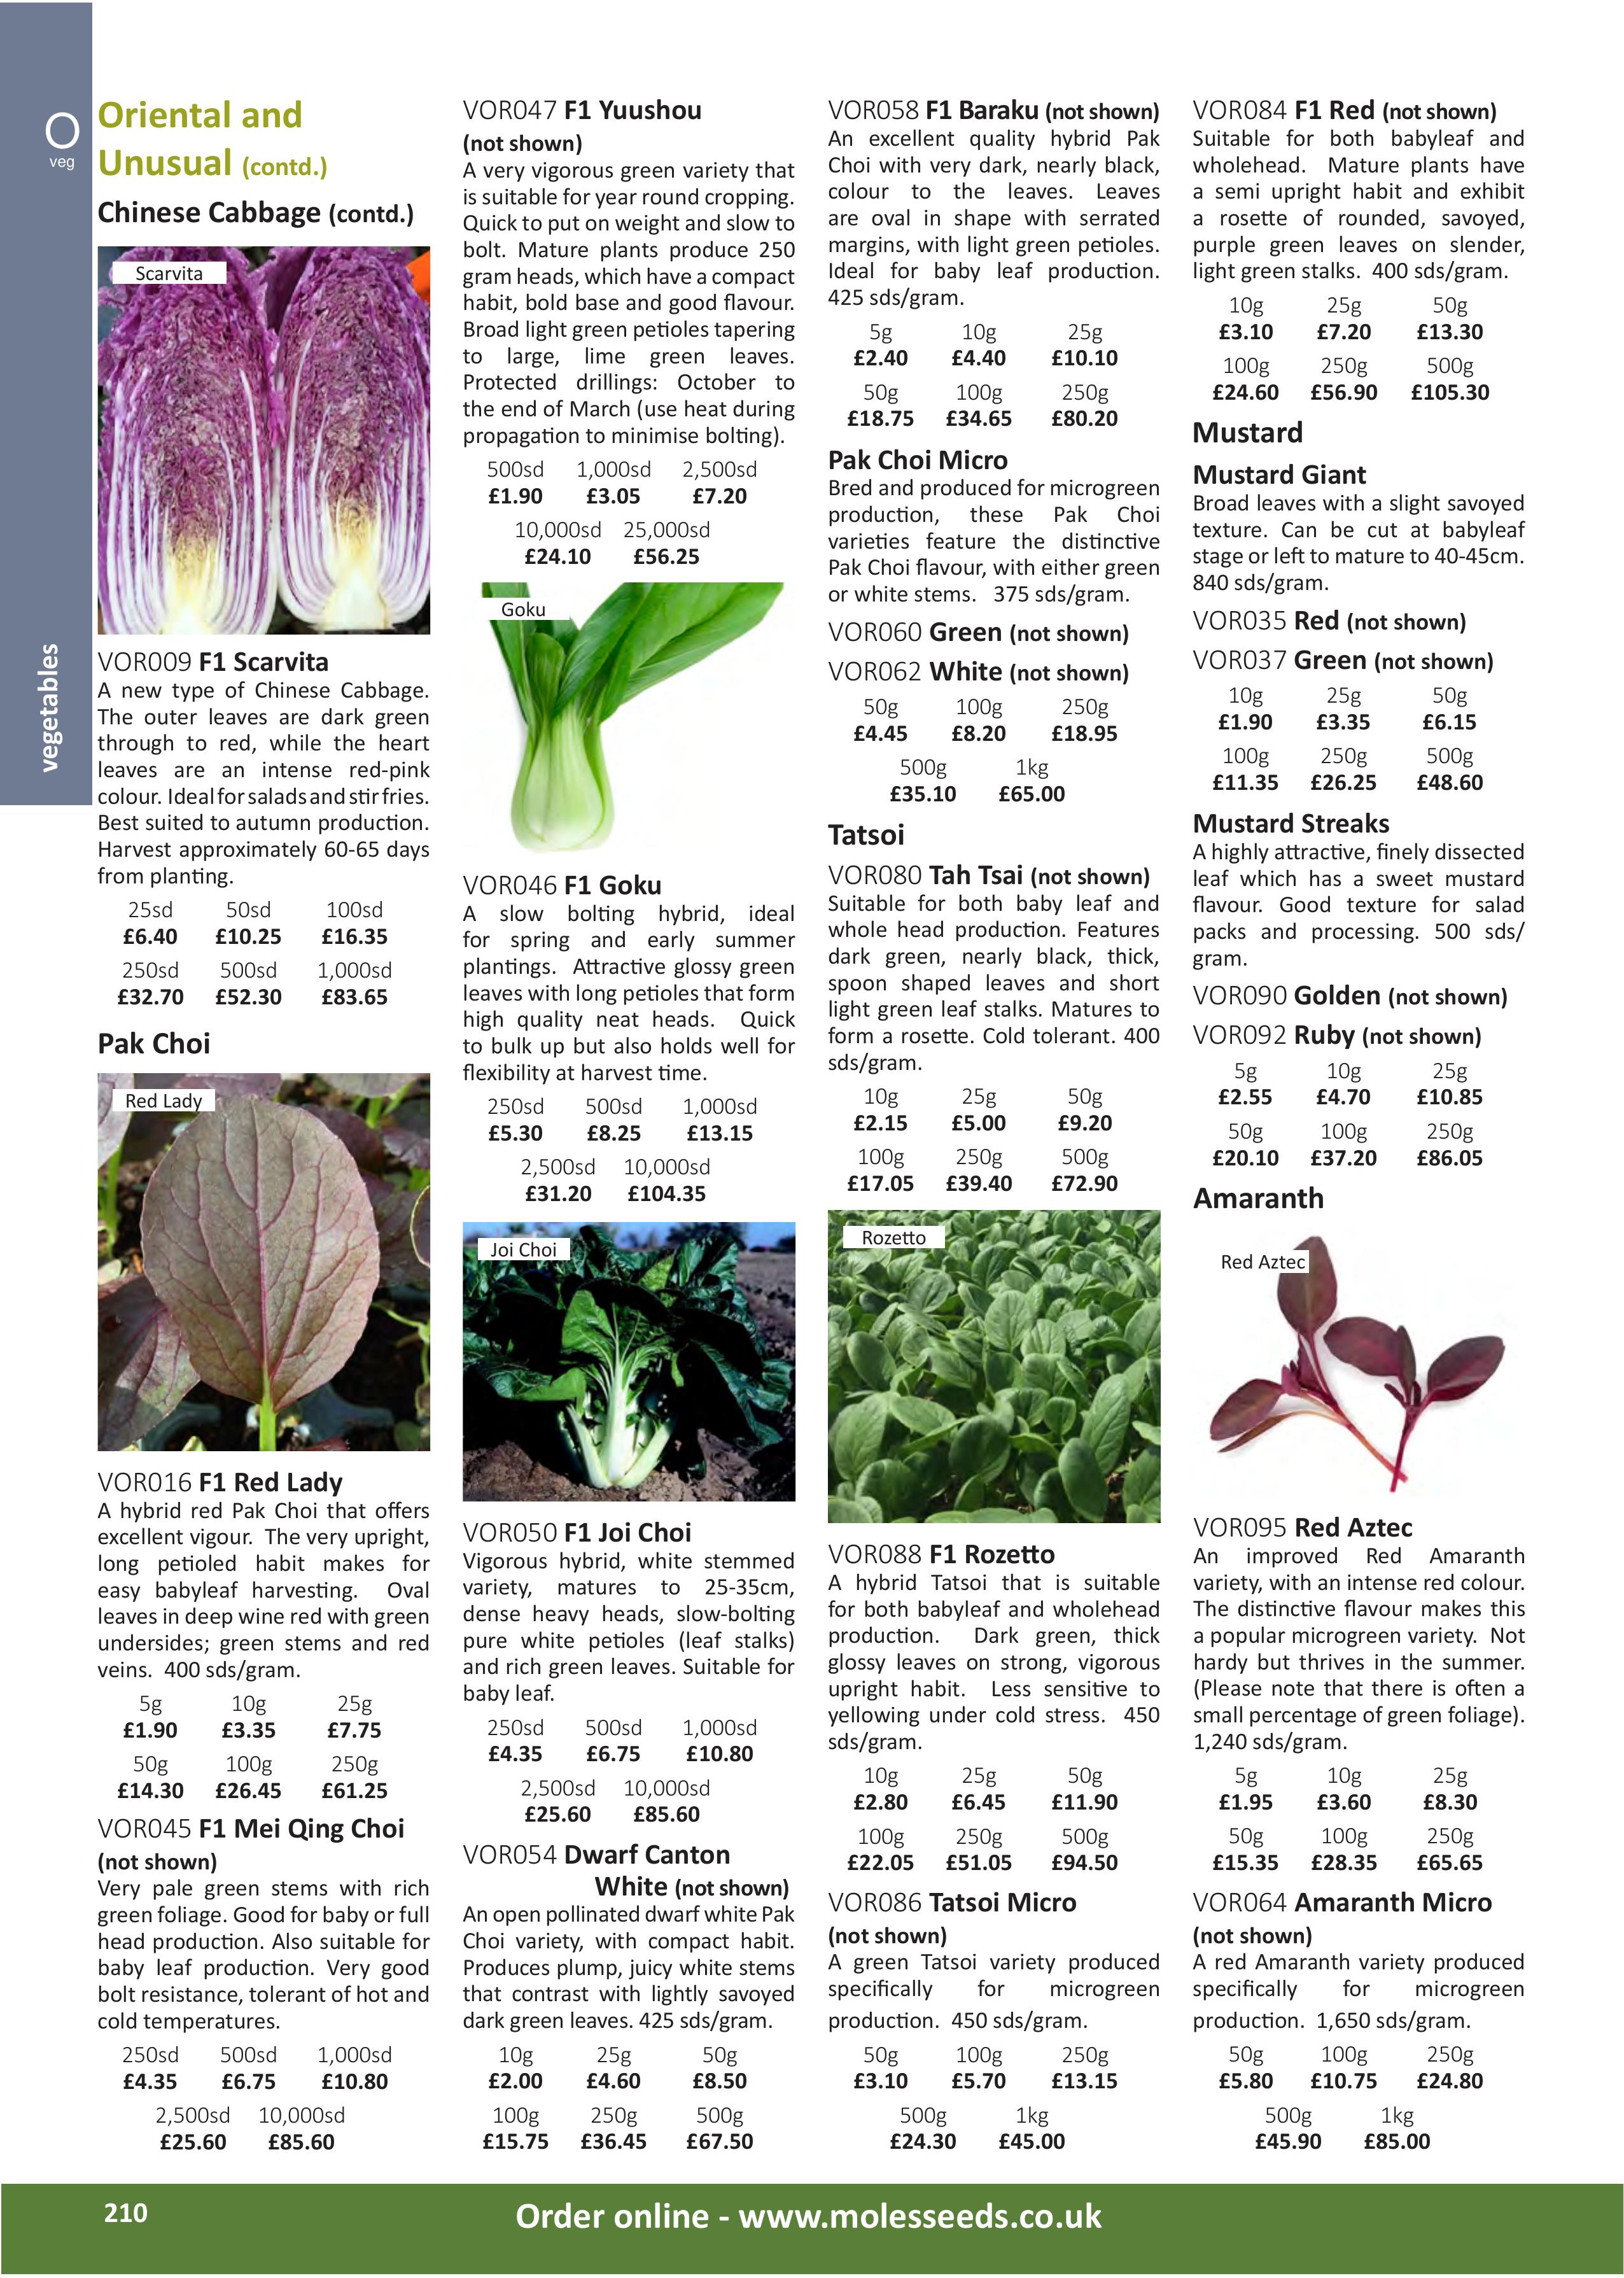 O
veg
vegetables
Oriental and
Unusual (contd.)
Chinese Cabbage (contd.)
Scarvita
VOR009 F1 Scarvita
A new type of Chinese Cabbage.
The outer leaves are dark green
through to red, while the heart
leaves are an intense red-pink
colour. Ideal for salads and stir fries.
Best suited to autumn production.
Harvest approximately 60-65 days
from planting.
25sd 50sd 100sd
£6.40 £10.25 £16.35
250sd 500sd 1,000sd
£32.70 £52.30 £83.65
Pak Choi
Red Lady
VOR016 F1 Red Lady
A hybrid red Pak Choi that offers
excellent vigour. The very upright,
long petioled habit makes for
easy babyleaf harvesting. Oval
leaves in deep wine red with green
undersides; green stems and red
veins. 400 sds/gram.
5g 10g 25g
£1.90 £3.35 £7.75
50g 100g 250g
£14.30 £26.45 £61.25
VOR045 F1 Mei Qing Choi
(not shown)
Very pale green stems with rich
green foliage. Good for baby or full
head production. Also suitable for
baby leaf production. Very good
bolt resistance, tolerant of hot and
cold temperatures.
250sd 500sd 1,000sd
£4.35 £6.75 £10.80
2,500sd 10,000sd
£25.60 £85.60
VOR047 F1 Yuushou
(not shown)
A very vigorous green variety that
is suitable for year round cropping.
Quick to put on weight and slow to
bolt. Mature plants produce 250
gram heads, which have a compact
habit, bold base and good flavour.
Broad light green petioles tapering
to large, lime green leaves.
Protected drillings: October to
the end of March (use heat during
propagation to minimise bolting).
500sd 1,000sd 2,500sd
£1.90 £3.05 £7.20
10,000sd 25,000sd
£24.10 £56.25
Goku
VOR046 F1 Goku
A slow bolting hybrid, ideal
for spring and early summer
plantings. Attractive glossy green
leaves with long petioles that form
high quality neat heads. Quick
to bulk up but also holds well for
flexibility at harvest time.
250sd 500sd 1,000sd
£5.30 £8.25 £13.15
2,500sd 10,000sd
£31.20 £104.35
Joi Choi
VOR050 F1 Joi Choi
Vigorous hybrid, white stemmed
variety, matures to 25-35cm,
dense heavy heads, slow-bolting
pure white petioles (leaf stalks)
and rich green leaves. Suitable for
baby leaf.
250sd 500sd 1,000sd
£4.35 £6.75 £10.80
2,500sd 10,000sd
£25.60 £85.60
VOR054 Dwarf Canton
White (not shown)
An open pollinated dwarf white Pak
Choi variety, with compact habit.
Produces plump, juicy white stems
that contrast with lightly savoyed
dark green leaves. 425 sds/gram.
10g 25g 50g
£2.00 £4.60 £8.50
100g 250g 500g
£15.75 £36.45 £67.50
VOR058 F1 Baraku (not shown)
An excellent quality hybrid Pak
Choi with very dark, nearly black,
colour to the leaves. Leaves
are oval in shape with serrated
margins, with light green petioles.
Ideal for baby leaf production.
425 sds/gram.
5g 10g 25g
£2.40 £4.40 £10.10
50g 100g 250g
£18.75 £34.65 £80.20
Pak Choi Micro
Bred and produced for microgreen
production, these Pak Choi
varieties feature the distinctive
Pak Choi flavour, with either green
or white stems. 375 sds/gram.
VOR060 Green (not shown)
VOR062 White (not shown)
50g 100g 250g
£4.45 £8.20 £18.95
500g 1kg
£35.10 £65.00
Tatsoi
VOR080 Tah Tsai (not shown)
Suitable for both baby leaf and
whole head production. Features
dark green, nearly black, thick,
spoon shaped leaves and short
light green leaf stalks. Matures to
form a rosette. Cold tolerant. 400
sds/gram.
10g 25g 50g
£2.15 £5.00 £9.20
100g 250g 500g
£17.05 £39.40 £72.90
Rozetto
VOR088 F1 Rozetto
A hybrid Tatsoi that is suitable
for both babyleaf and wholehead
production. Dark green, thick
glossy leaves on strong, vigorous
upright habit. Less sensitive to
yellowing under cold stress. 450
sds/gram.
10g 25g 50g
£2.80 £6.45 £11.90
100g 250g 500g
£22.05 £51.05 £94.50
VOR086 Tatsoi Micro
(not shown)
A green Tatsoi variety produced
specifically for microgreen
production. 450 sds/gram.
50g 100g 250g
£3.10 £5.70 £13.15
500g 1kg
£24.30 £45.00
VOR084 F1 Red (not shown)
Suitable for both babyleaf and
wholehead. Mature plants have
a semi upright habit and exhibit
a rosette of rounded, savoyed,
purple green leaves on slender,
light green stalks. 400 sds/gram.
10g 25g 50g
£3.10 £7.20 £13.30
100g 250g 500g
£24.60 £56.90 £105.30
Mustard
Mustard Giant
Broad leaves with a slight savoyed
texture. Can be cut at babyleaf
stage or left to mature to 40-45cm.
840 sds/gram.
VOR035 Red (not shown)
VOR037 Green (not shown)
10g 25g 50g
£1.90 £3.35 £6.15
100g 250g 500g
£11.35 £26.25 £48.60
Mustard Streaks
A highly attractive, finely dissected
leaf which has a sweet mustard
flavour. Good texture for salad
packs and processing. 500 sds/
gram.
VOR090 Golden (not shown)
VOR092 Ruby (not shown)
5g 10g 25g
£2.55 £4.70 £10.85
50g 100g 250g
£20.10 £37.20 £86.05
Amaranth
Red Aztec
VOR095 Red Aztec
An improved Red Amaranth
variety, with an intense red colour.
The distinctive flavour makes this
a popular microgreen variety. Not
hardy but thrives in the summer.
(Please note that there is often a
small percentage of green foliage).
1,240 sds/gram.
5g 10g 25g
£1.95 £3.60 £8.30
50g 100g 250g
£15.35 £28.35 £65.65
VOR064 Amaranth Micro
(not shown)
A red Amaranth variety produced
specifically for microgreen
production. 1,650 sds/gram.
50g 100g 250g
£5.80 £10.75 £24.80
500g 1kg
£45.90 £85.00
210
Order online - www.molesseeds.co.uk